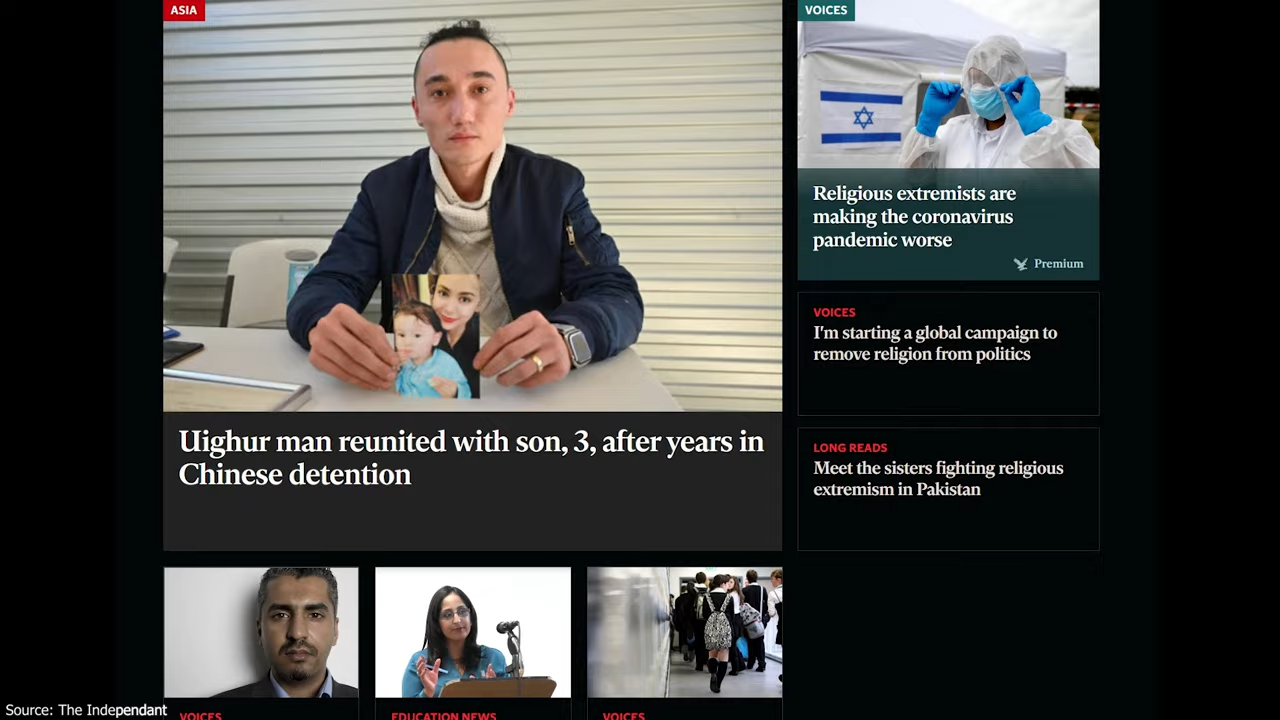 ASIA
Uighur man reunited with son, 3, after years in
Chinese detention
VOICES
Religious extremists are
making the coronavirus
pandemic worse
Premium
VOICES
I'm starting a global campaign to
remove religion from politics
LONG READS
Meet the sisters fighting religious
extremism in Pakistan
VOICES
EDUCATION NEWS
VOICES
Source: The Independant